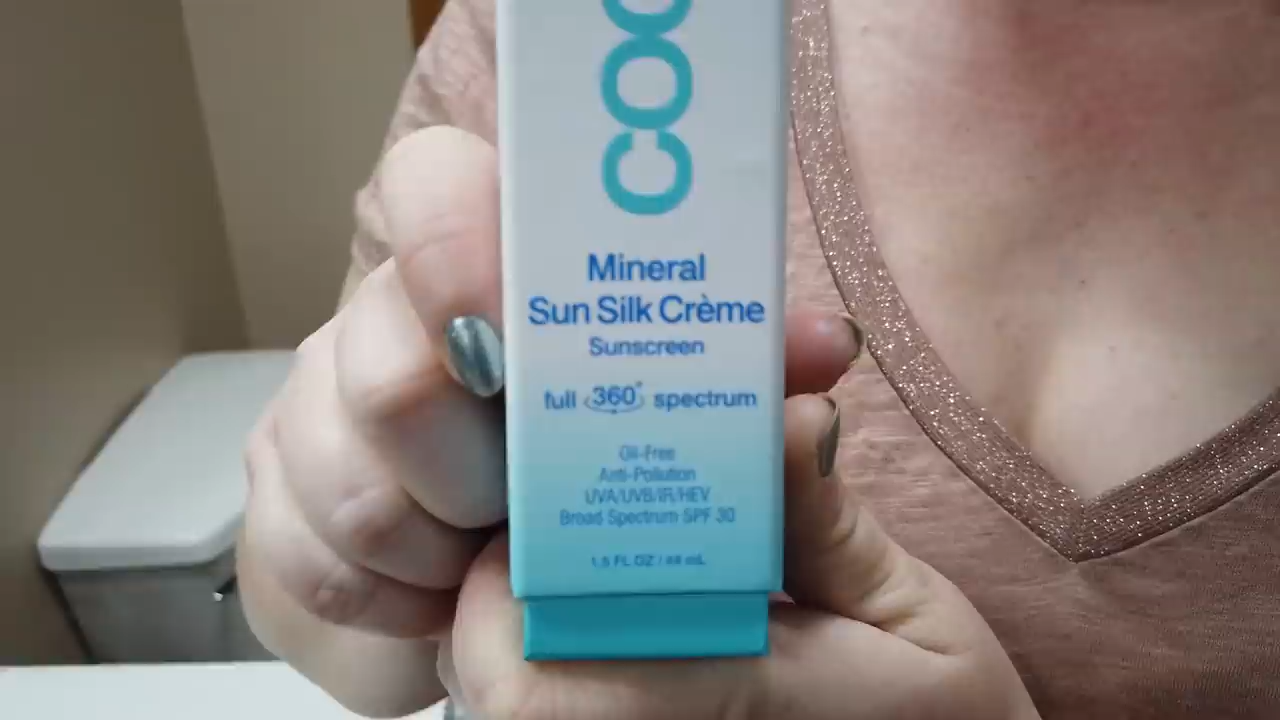 COO
Mineral
Sun Silk Crème
Sunscreen
full 360° spectrum
Oil-Free
Anti-Pollution
UVA/UVB/IR/HEV
Broad Spectrum SPF 30
1.5 FL OZ / 44 mL